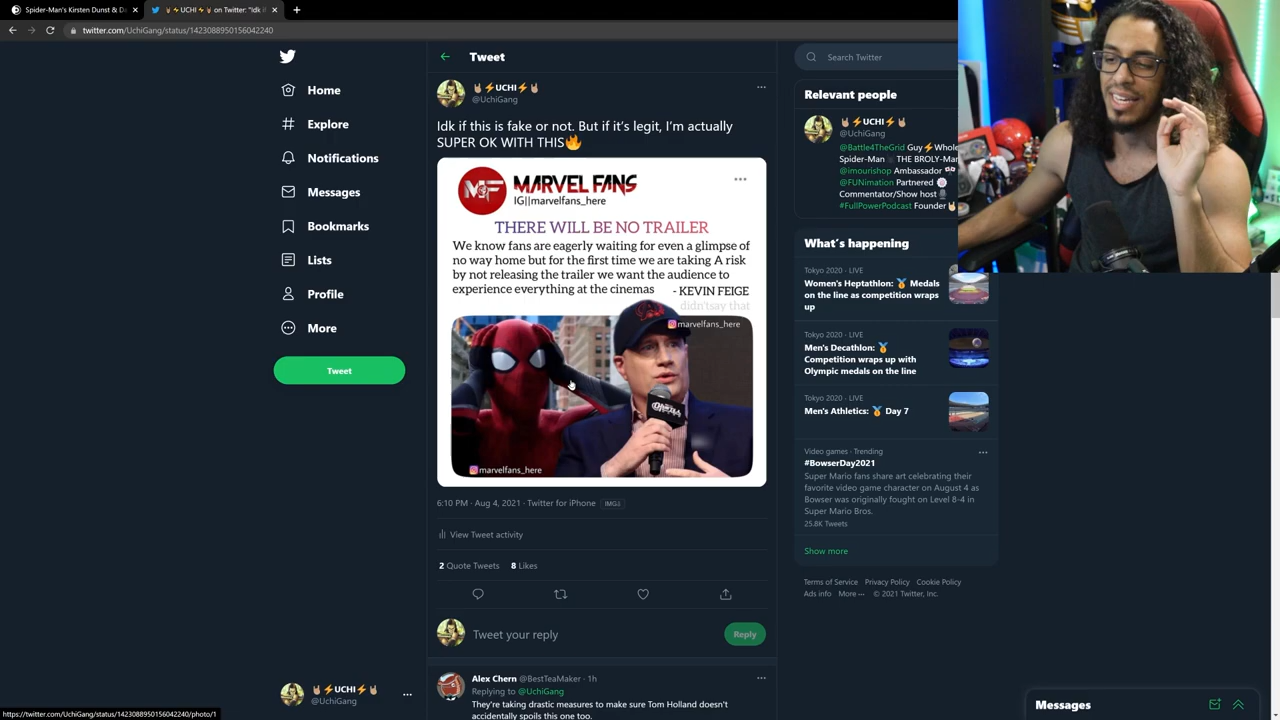 Spider-Man's Kirsten Dunst & D
UCHI on Twitter: "Idk if
twitter.com/UchiGang/status/1423088950156042240
Home
Explore
Notifications
Messages
Bookmarks
Lists
Profile
More
Tweet
⚡UCHI⚡
@UchiGang
Tweet
⚡UCHI⚡
@UchiGang
Idk if this is fake or not. But if it's legit, I'm actually
SUPER OK WITH THIS🔥
MF
MARVEL FANS
IG||marvelfans_here
THERE WILL BE NO TRAILER
We know fans are eagerly waiting for even a glimpse of
no way home but for the first time we are taking A risk
by not releasing the trailer we want the audience to
experience everything at the cinemas
- KEVIN FEIGE
didn'tsay that
marvelfans_here
marvelfans_here
6:10 PM · Aug 4, 2021 · Twitter for iPhone
View Tweet activity
2 Quote Tweets 8 Likes
Tweet your reply
Reply
Alex Chern @BestTeaMaker · 1h
Replying to @UchiGang
They're taking drastic measures to make sure Tom Holland doesn't
accidentally spoils this one too.
Search Twitter
Relevant people
⚡UCHI⚡
@UchiGang
@Battle4TheGrid Guy⚡Whole
Spider-Man THE BROLY-Man
@imourishop Ambassador
@FUNimation Partnered
Commentator/Show host
#FullPowerPodcast Founder
What's happening
Tokyo 2020 · LIVE
Women's Heptathlon: 🏅 Medals
on the line as competition wraps
up
Tokyo 2020 · LIVE
Men's Decathlon: 🏅
Competition wraps up with
Olympic medals on the line
Tokyo 2020 · LIVE
Men's Athletics: 🏅 Day 7
Video games · Trending
#BowserDay2021
Super Mario fans share art celebrating their
favorite video game character on August 4 as
Bowser was originally fought on Level 8-4 in
Super Mario Bros.
25.8K Tweets
Show more
Terms of Service Privacy Policy Cookie Policy
Ads info More ··· © 2021 Twitter, Inc.
Messages
https://twitter.com/UchiGang/status/1423088950156042240/photo/1